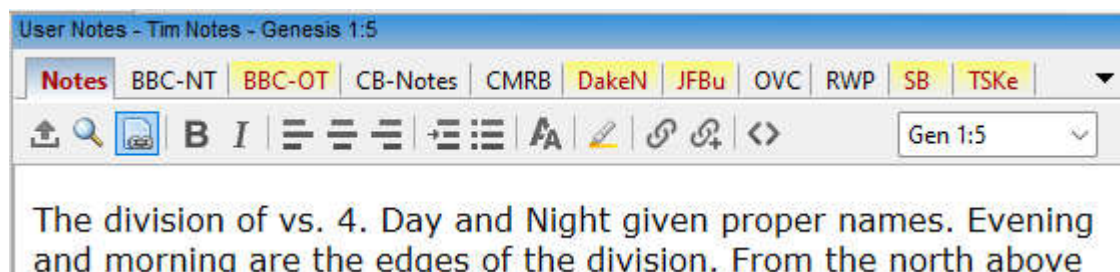 User Notes - Tim Notes - Genesis 1:5
Notes BBC-NT BBC-OT CB-Notes CMRB DakeN JFBu OVC RWP SB TSKe
B I A A <> Gen 1:5
The division of vs. 4. Day and Night given proper names. Evening
and morning are the edges of the division. From the north above